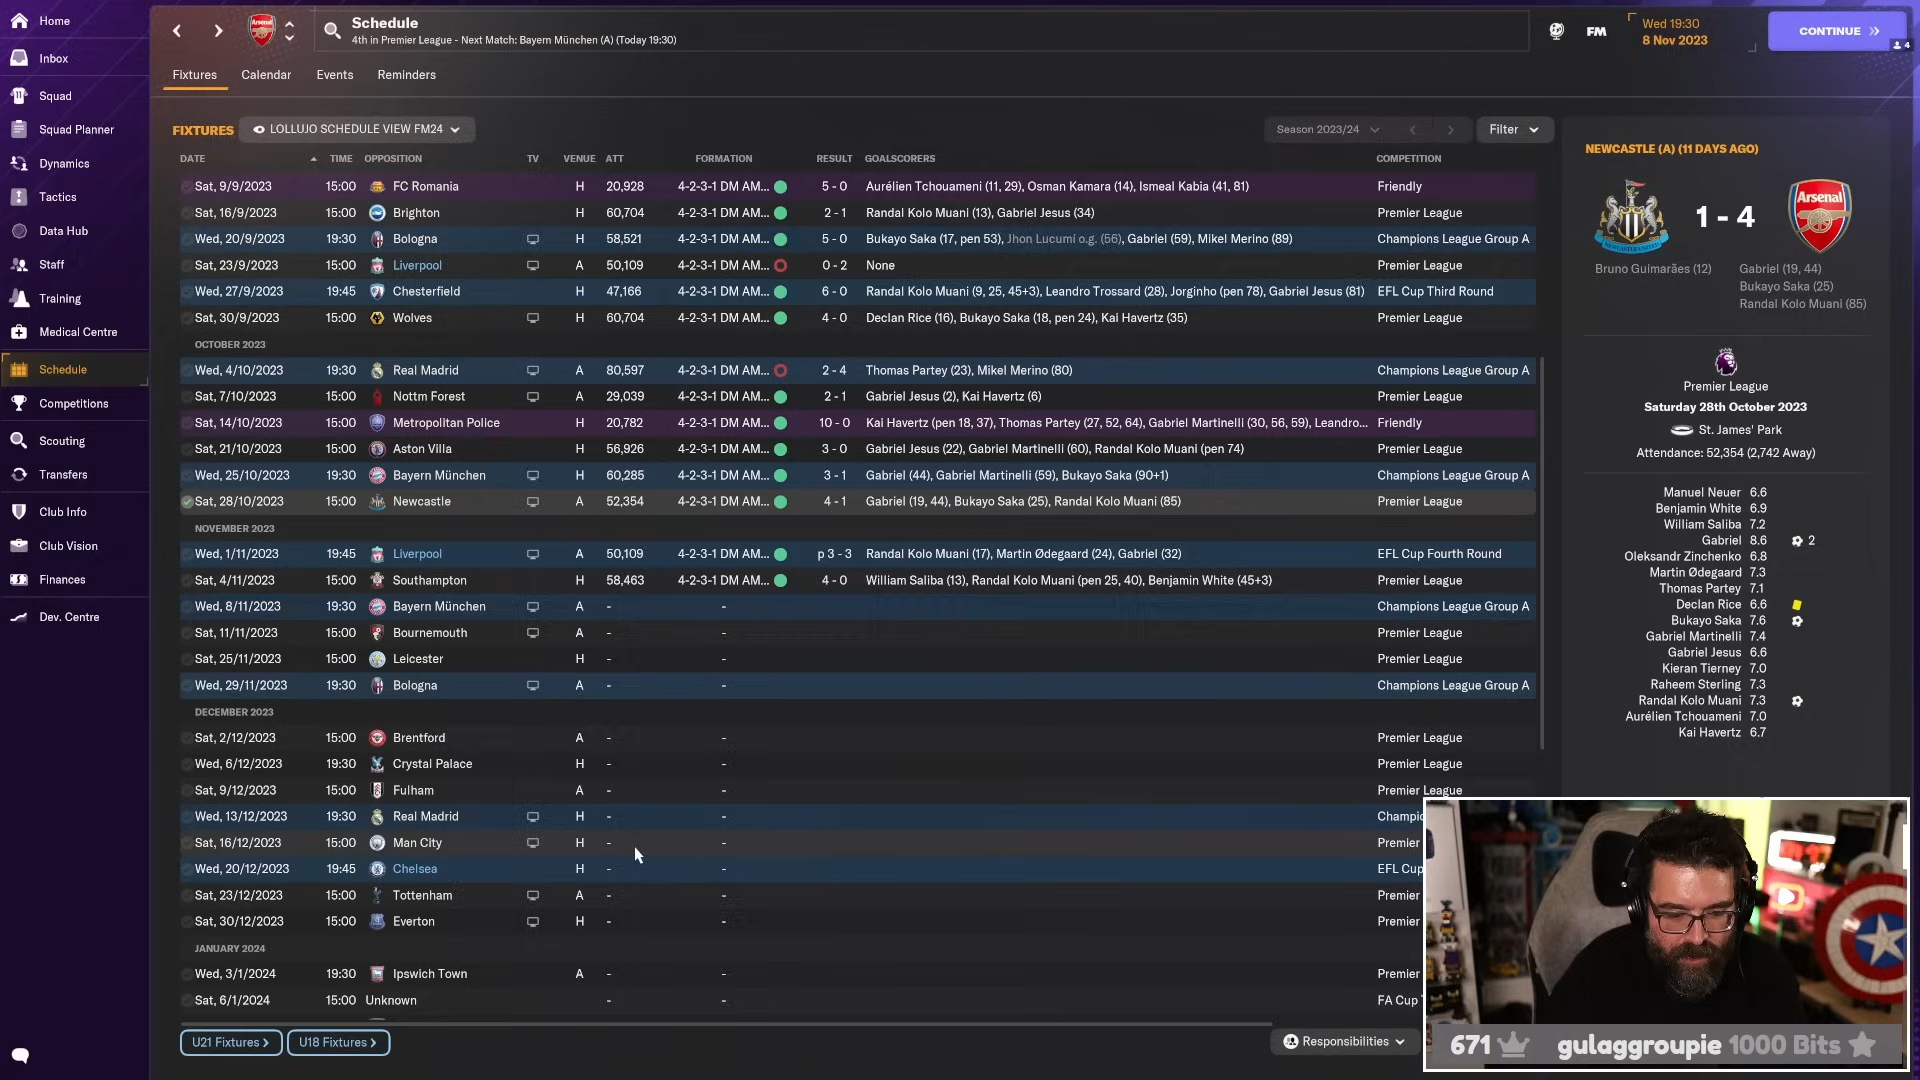 Home
Inbox
Squad
Squad Planner
Dynamics
Tactics
Data Hub
Staff
Training
Medical Centre
Schedule
Competitions
Scouting
Transfers
Club Info
Club Vision
Finances
Dev. Centre
Schedule
4th in Premier League - Next Match: Bayern München (A) (Today 19:30)
FM
Wed 19:30
8 Nov 2023
CONTINUE
4
Fixtures Calendar Events Reminders
FIXTURES LOLLUJO SCHEDULE VIEW FM24 Season 2023/24 Filter
DATE TIME OPPOSITION TV VENUE ATT FORMATION RESULT GOALSCORERS COMPETITION
Sat, 9/9/2023 15:00 FC Romania H 20,928 4-2-3-1 DM AM... 5 - 0 Aurélien Tchouameni (11, 29), Osman Kamara (14), Ismeal Kabia (41, 81) Friendly
Sat, 16/9/2023 15:00 Brighton H 60,704 4-2-3-1 DM AM... 2 - 1 Randal Kolo Muani (13), Gabriel Jesus (34) Premier League
Wed, 20/9/2023 19:30 Bologna H 58,521 4-2-3-1 DM AM... 5 - 0 Bukayo Saka (17, pen 53), Jhon Lucumí o.g. (56), Gabriel (59), Mikel Merino (89) Champions League Group A
Sat, 23/9/2023 15:00 Liverpool A 50,109 4-2-3-1 DM AM... 0 - 2 None Premier League
Wed, 27/9/2023 19:45 Chesterfield H 47,166 4-2-3-1 DM AM... 6 - 0 Randal Kolo Muani (9, 25, 45+3), Leandro Trossard (28), Jorginho (pen 78), Gabriel Jesus (81) EFL Cup Third Round
Sat, 30/9/2023 15:00 Wolves H 60,704 4-2-3-1 DM AM... 4 - 0 Declan Rice (16), Bukayo Saka (18, pen 24), Kai Havertz (35) Premier League
OCTOBER 2023
Wed, 4/10/2023 19:30 Real Madrid A 80,597 4-2-3-1 DM AM... 2 - 4 Thomas Partey (23), Mikel Merino (80) Champions League Group A
Sat, 7/10/2023 15:00 Nottm Forest A 29,039 4-2-3-1 DM AM... 2 - 1 Gabriel Jesus (2), Kai Havertz (6) Premier League
Sat, 14/10/2023 15:00 Metropolitan Police H 20,782 4-2-3-1 DM AM... 10 - 0 Kai Havertz (pen 18, 37), Thomas Partey (27, 52, 64), Gabriel Martinelli (30, 56, 59), Leandro... Friendly
Sat, 21/10/2023 15:00 Aston Villa H 56,926 4-2-3-1 DM AM... 3 - 0 Gabriel Jesus (22), Gabriel Martinelli (60), Randal Kolo Muani (pen 74) Premier League
Wed, 25/10/2023 19:30 Bayern München H 60,285 4-2-3-1 DM AM... 3 - 1 Gabriel (44), Gabriel Martinelli (59), Bukayo Saka (90+1) Champions League Group A
Sat, 28/10/2023 15:00 Newcastle A 52,354 4-2-3-1 DM AM... 4 - 1 Gabriel (19, 44), Bukayo Saka (25), Randal Kolo Muani (85) Premier League
NOVEMBER 2023
Wed, 1/11/2023 19:45 Liverpool A 50,109 4-2-3-1 DM AM... p 3 - 3 Randal Kolo Muani (17), Martin Ødegaard (24), Gabriel (32) EFL Cup Fourth Round
Sat, 4/11/2023 15:00 Southampton H 58,463 4-2-3-1 DM AM... 4 - 0 William Saliba (13), Randal Kolo Muani (pen 25, 40), Benjamin White (45+3) Premier League
Wed, 8/11/2023 19:30 Bayern München A - - Champions League Group A
Sat, 11/11/2023 15:00 Bournemouth A - - Premier League
Sat, 25/11/2023 15:00 Leicester H - - Premier League
Wed, 29/11/2023 19:30 Bologna A - - Champions League Group A
DECEMBER 2023
Sat, 2/12/2023 15:00 Brentford A - - Premier League
Wed, 6/12/2023 19:30 Crystal Palace H - - Premier League
Sat, 9/12/2023 15:00 Fulham A - - Premier League
Wed, 13/12/2023 19:30 Real Madrid H - - Champic
Sat, 16/12/2023 15:00 Man City H - - Premier
Wed, 20/12/2023 19:45 Chelsea H - - EFL Cup
Sat, 23/12/2023 15:00 Tottenham A - - Premier
Sat, 30/12/2023 15:00 Everton H - - Premier
JANUARY 2024
Wed, 3/1/2024 19:30 Ipswich Town A - - Premier
Sat, 6/1/2024 15:00 Unknown - - FA Cup
U21 Fixtures U18 Fixtures Responsibilities
NEWCASTLE (A) (11 DAYS AGO)
Arsenal
1 - 4
Bruno Guimarães (12) Gabriel (19, 44)
Bukayo Saka (25)
Randal Kolo Muani (85)
Premier League
Saturday 28th October 2023
St. James' Park
Attendance: 52,354 (2,742 Away)
Manuel Neuer 6.6
Benjamin White 6.9
William Saliba 7.2
Gabriel 8.6 2
Oleksandr Zinchenko 6.8
Martin Ødegaard 7.3
Thomas Partey 7.1
Declan Rice 6.6
Bukayo Saka 7.6
Gabriel Martinelli 7.4
Gabriel Jesus 6.6
Kieran Tierney 7.0
Raheem Sterling 7.3
Randal Kolo Muani 7.3
Aurélien Tchouameni 7.0
Kai Havertz 6.7
671 gulaggroupie 1000 Bits